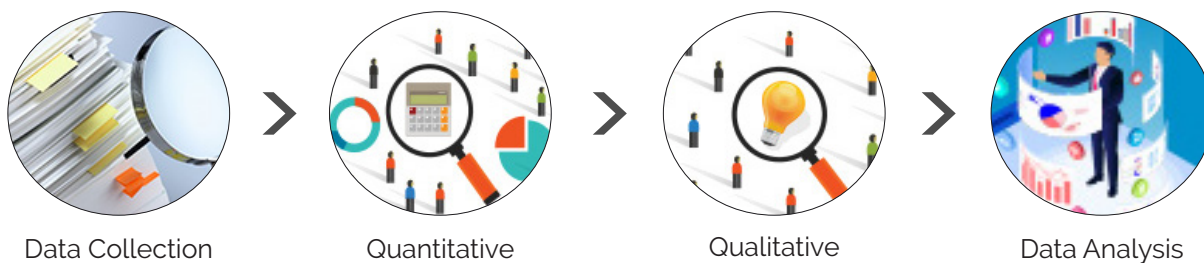 Data Collection
Quantitative
Qualitative
Data Analysis